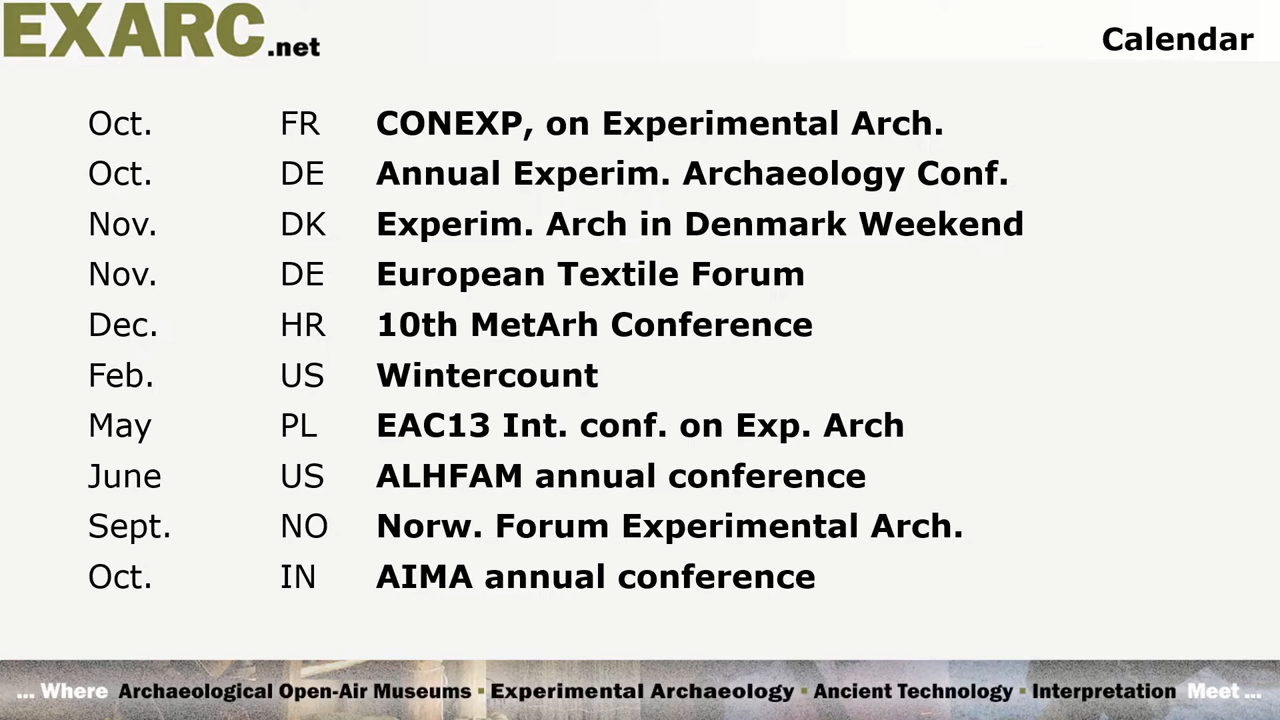 EXARC.net
Calendar
Oct. FR CONEXP, on Experimental Arch.
Oct. DE Annual Experim. Archaeology Conf.
Nov. DK Experim. Arch in Denmark Weekend
Nov. DE European Textile Forum
Dec. HR 10th MetArh Conference
Feb. US Wintercount
May PL EAC13 Int. conf. on Exp. Arch
June US ALHFAM annual conference
Sept. NO Norw. Forum Experimental Arch.
Oct. IN AIMA annual conference
... Where Archaeological Open-Air Museums ▪ Experimental Archaeology ▪ Ancient Technology ▪ Interpretation Meet ...